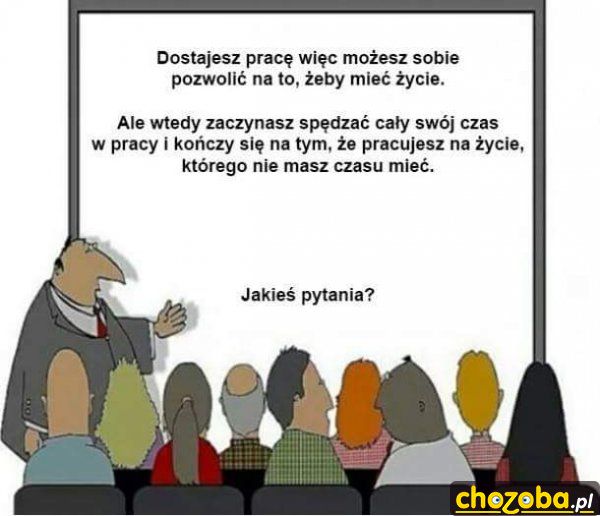 Dostajesz pracę więc możesz sobie
pozwolić na to, żeby mieć życie.
Ale wtedy zaczynasz spędzać cały swój czas
w pracy i kończy się na tym, że pracujesz na życie,
którego nie masz czasu mieć.
Jakieś pytania?
chozoba.pl